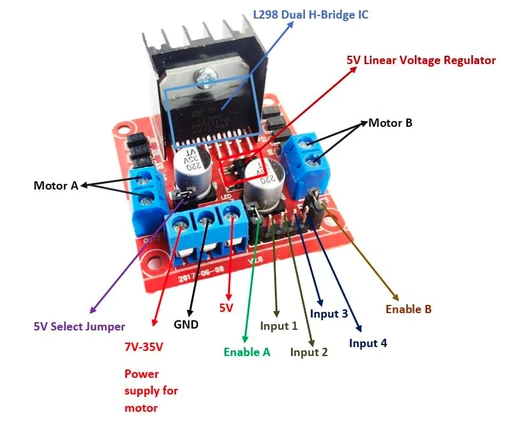 L298 Dual H-Bridge IC
5V Linear Voltage Regulator
Motor B
Motor A
220
35V
VT
220
5V Select Jumper
7V-35V
Power
supply for
motor
GND
5V
2017-06-08
Enable A
Input 1
Input 2
Input 3
Input 4
Enable B